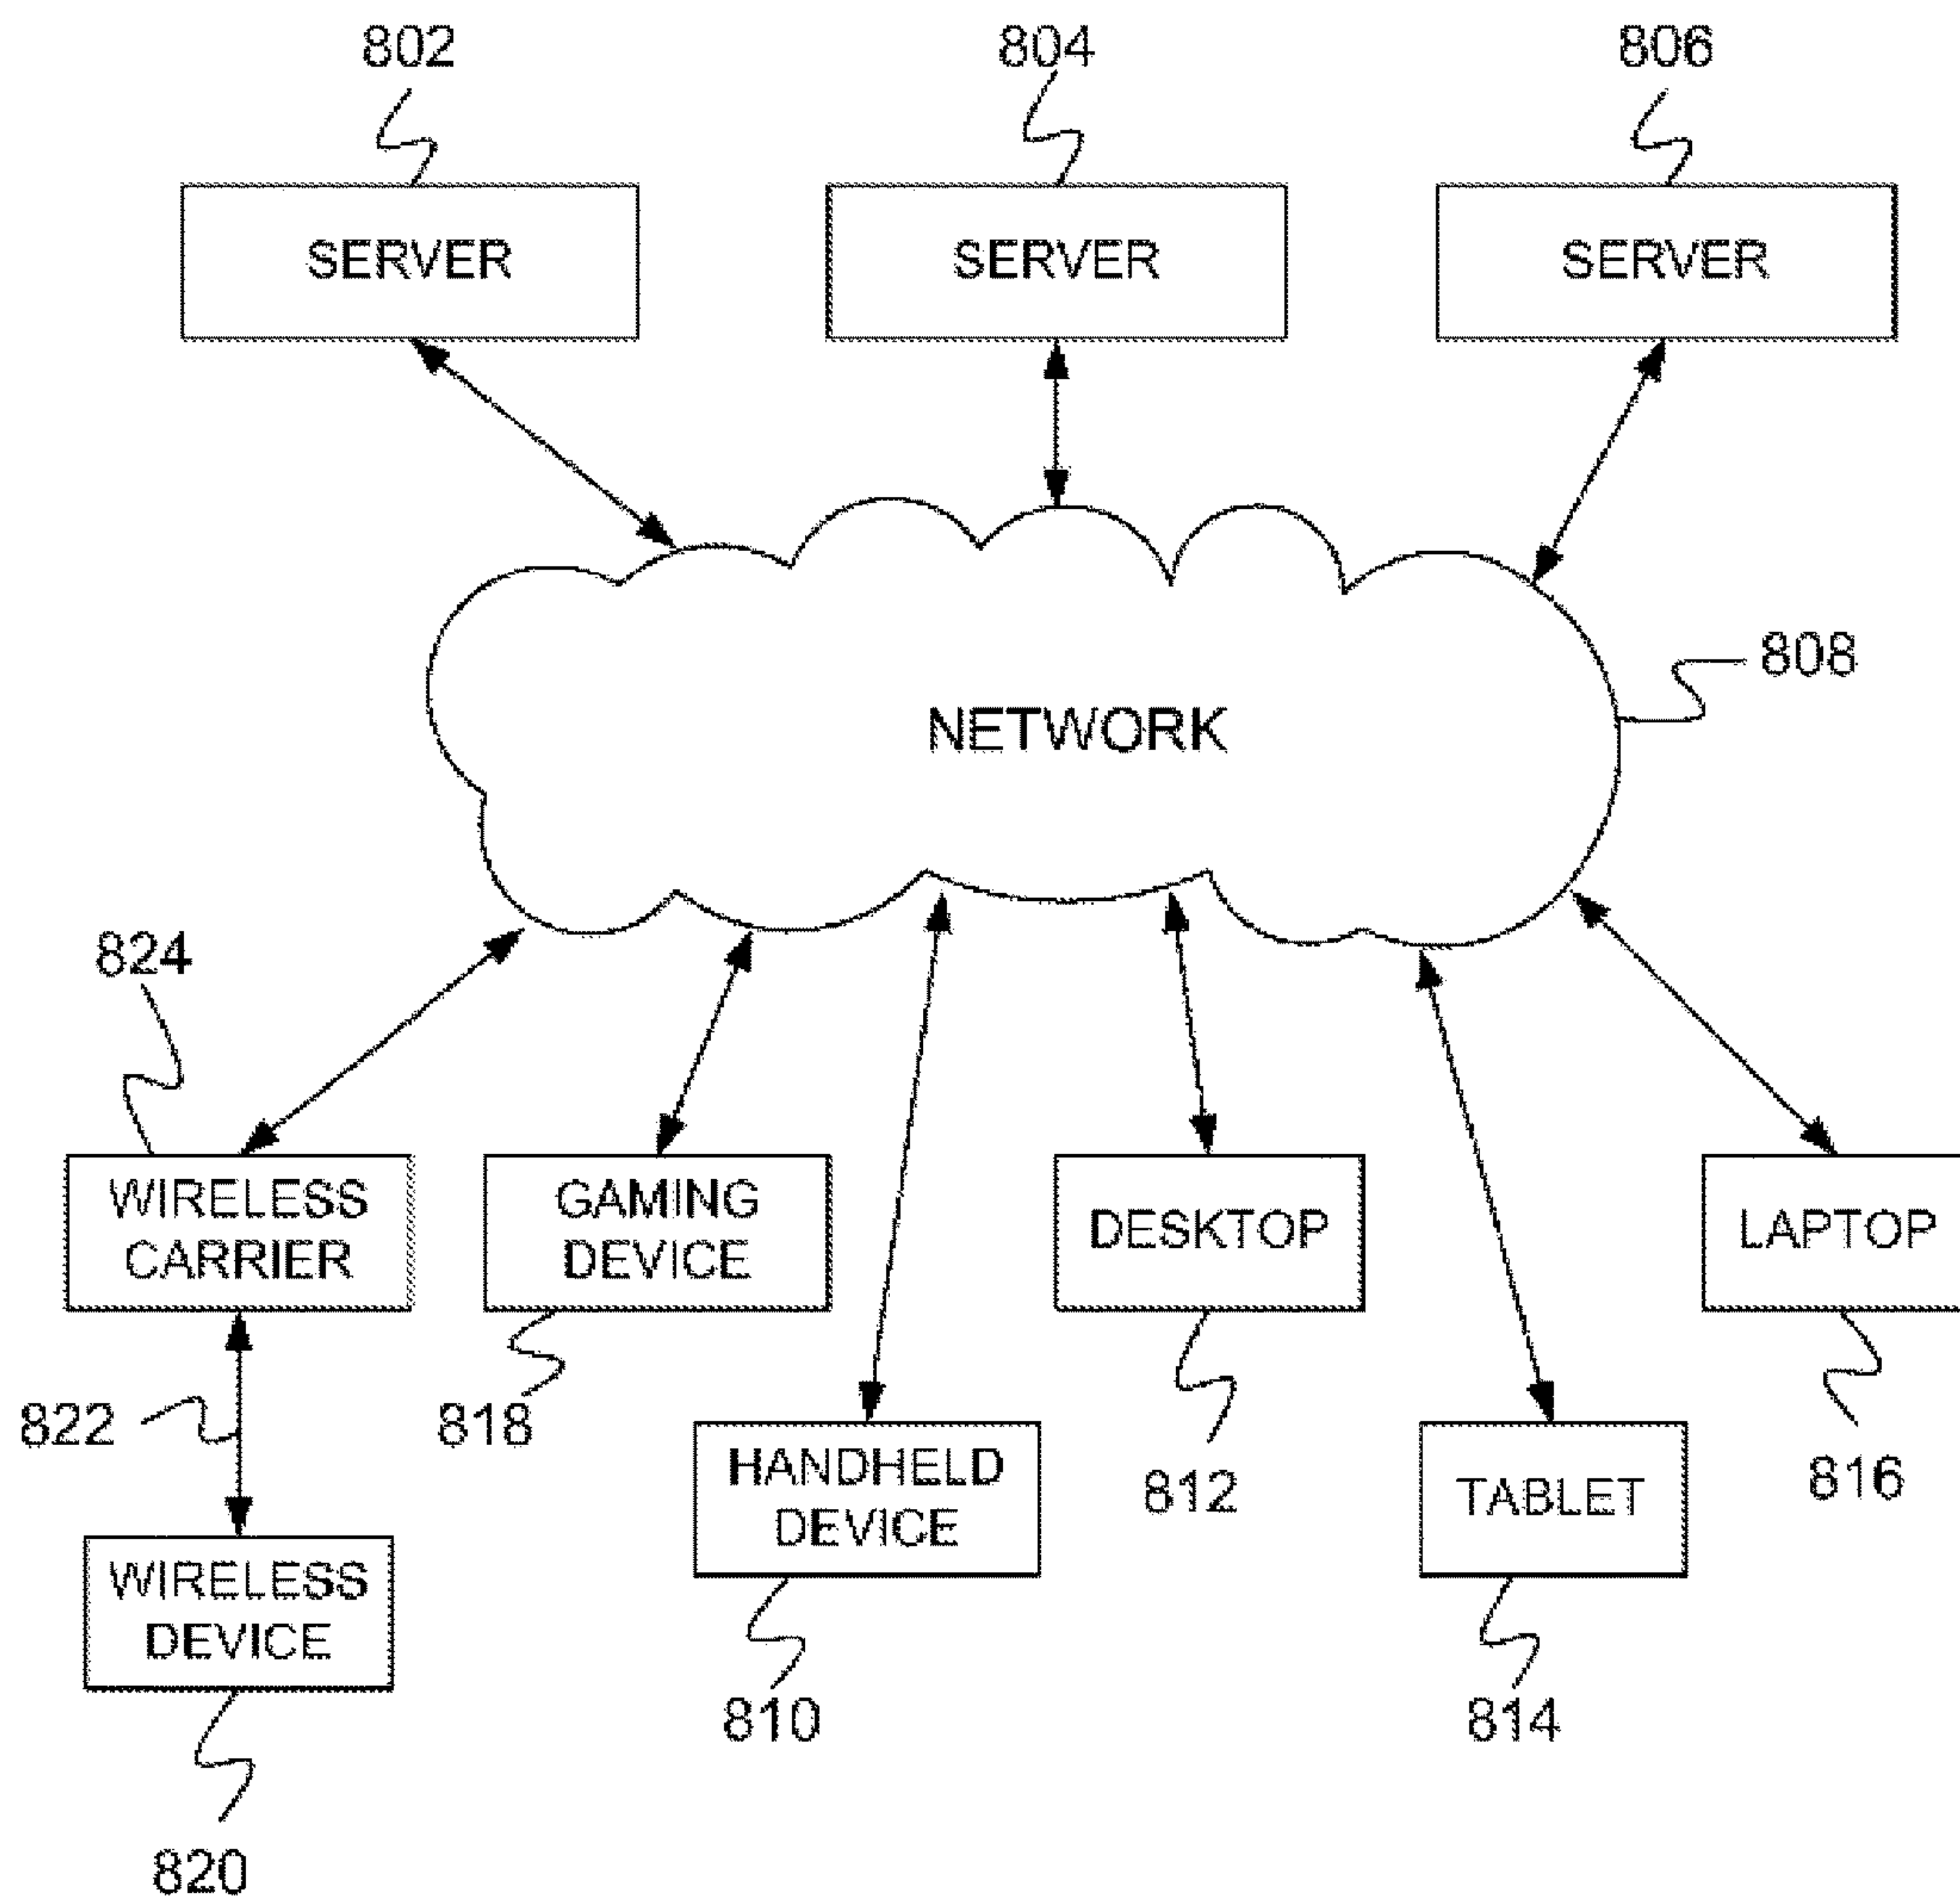 802
804
806
SERVER
SERVER
SERVER
808
NETWORK
824
WIRELESS
CARRIER
GAMING
DEVICE
DESKTOP
LAPTOP
822
818
HANDHELD
DEVICE
812
TABLET
816
WIRELESS
DEVICE
810
814
820